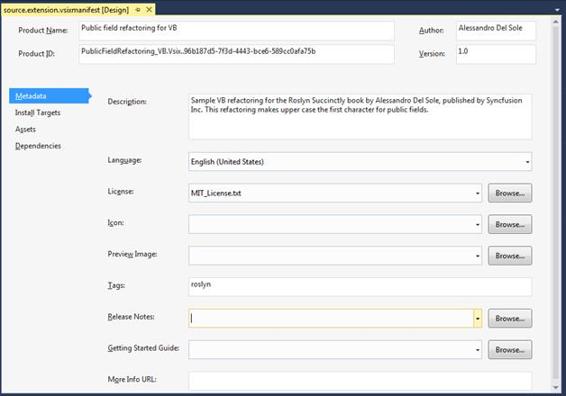 source.extension.vsixmanifest [Design]
Product Name: Public field refactoring for VB Author: Alessandro Del Sole
Product ID: PublicFieldRefactoring_VB.Vsix..96b187d5-7f3d-4443-bce6-589cc0afa75b Version: 1.0
Metadata
Install Targets
Assets
Dependencies
Description: Sample VB refactoring for the Roslyn Succinctly book by Alessandro Del Sole, published by Syncfusion
Inc. This refactoring makes upper case the first character for public fields.
Language: English (United States)
License: MIT_License.txt Browse...
Icon: Browse...
Preview Image: Browse...
Tags: roslyn
Release Notes: Browse...
Getting Started Guide: Browse...
More Info URL: